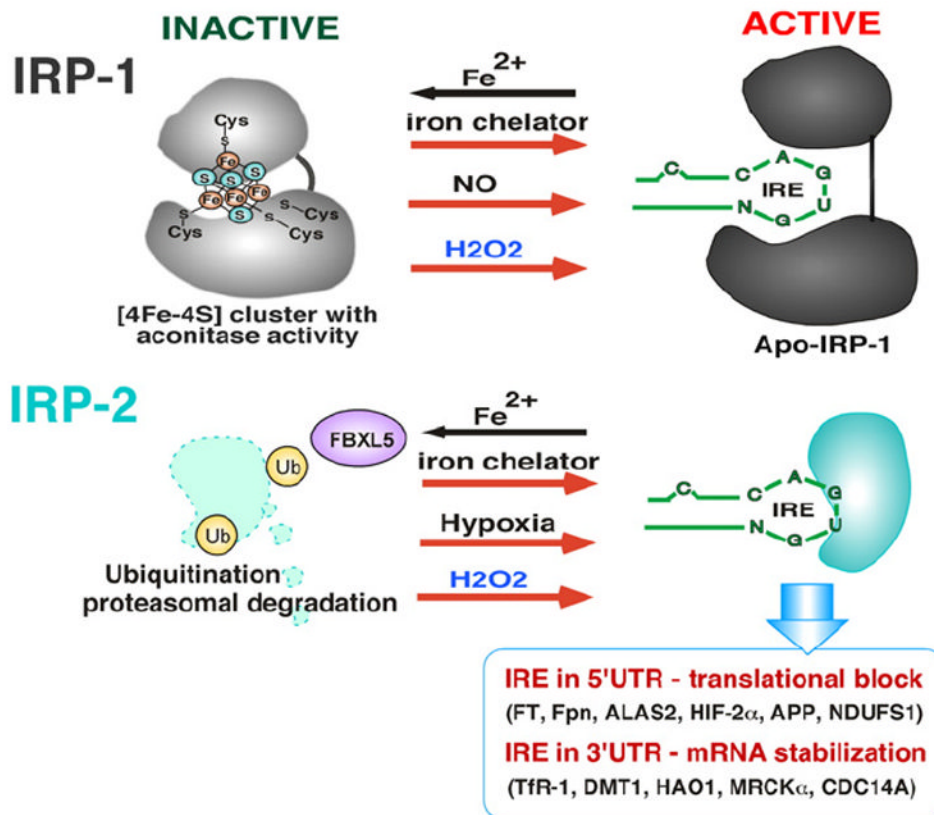 INACTIVE
ACTIVE
IRP-1
Cys
S
Fe
S
S
S
Fe
Fe
Fe
S
S
S
S
Cys
Cys
Cys
[4Fe-4S] cluster with
aconitase activity
Fe2+
iron chelator
NO
H2O2
C
C
A
G
U
G
N
IRE
Apo-IRP-1
IRP-2
FBXL5
Ub
Ub
Ubiquitination
proteasomal degradation
Fe2+
iron chelator
Hypoxia
H2O2
C
C
A
G
U
G
N
IRE
IRE in 5'UTR - translational block
(FT, Fpn, ALAS2, HIF-2α, APP, NDUFS1)
IRE in 3'UTR - mRNA stabilization
(TfR-1, DMT1, HAO1, MRCKα, CDC14A)